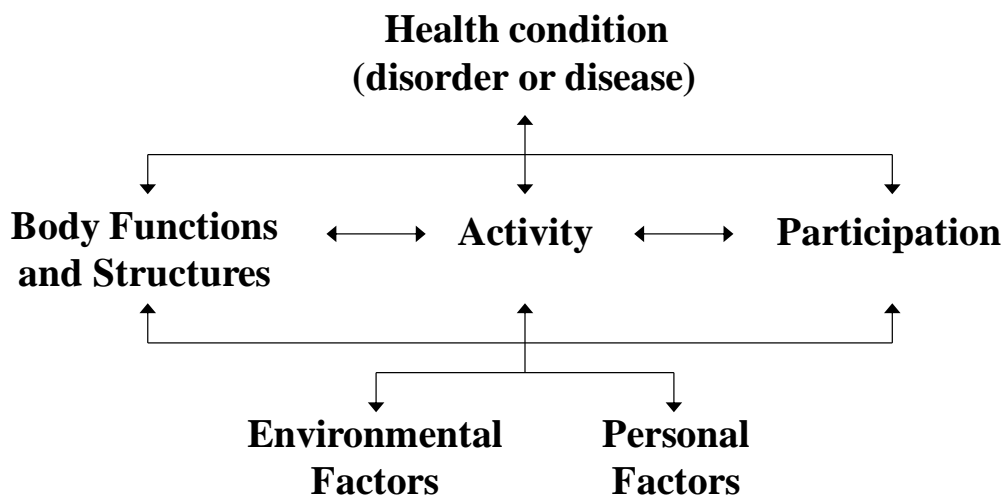 Health condition
(disorder or disease)
Body Functions
and Structures
Activity
Participation
Environmental
Factors
Personal
Factors